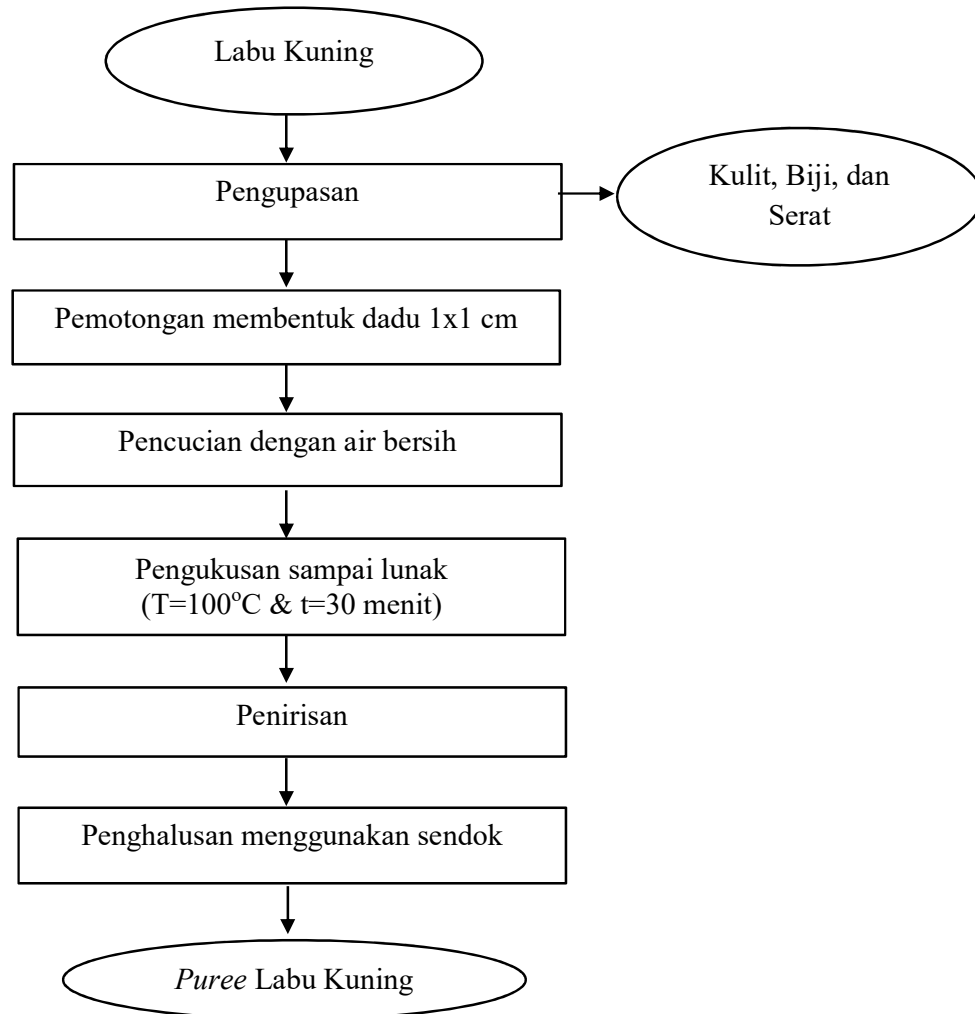 Labu Kuning
Pengupasan
Kulit, Biji, dan
Serat
Pemotongan membentuk dadu 1x1 cm
Pencucian dengan air bersih
Pengukusan sampai lunak
(T=100°C & t=30 menit)
Penirisan
Penghalusan menggunakan sendok
Puree Labu Kuning